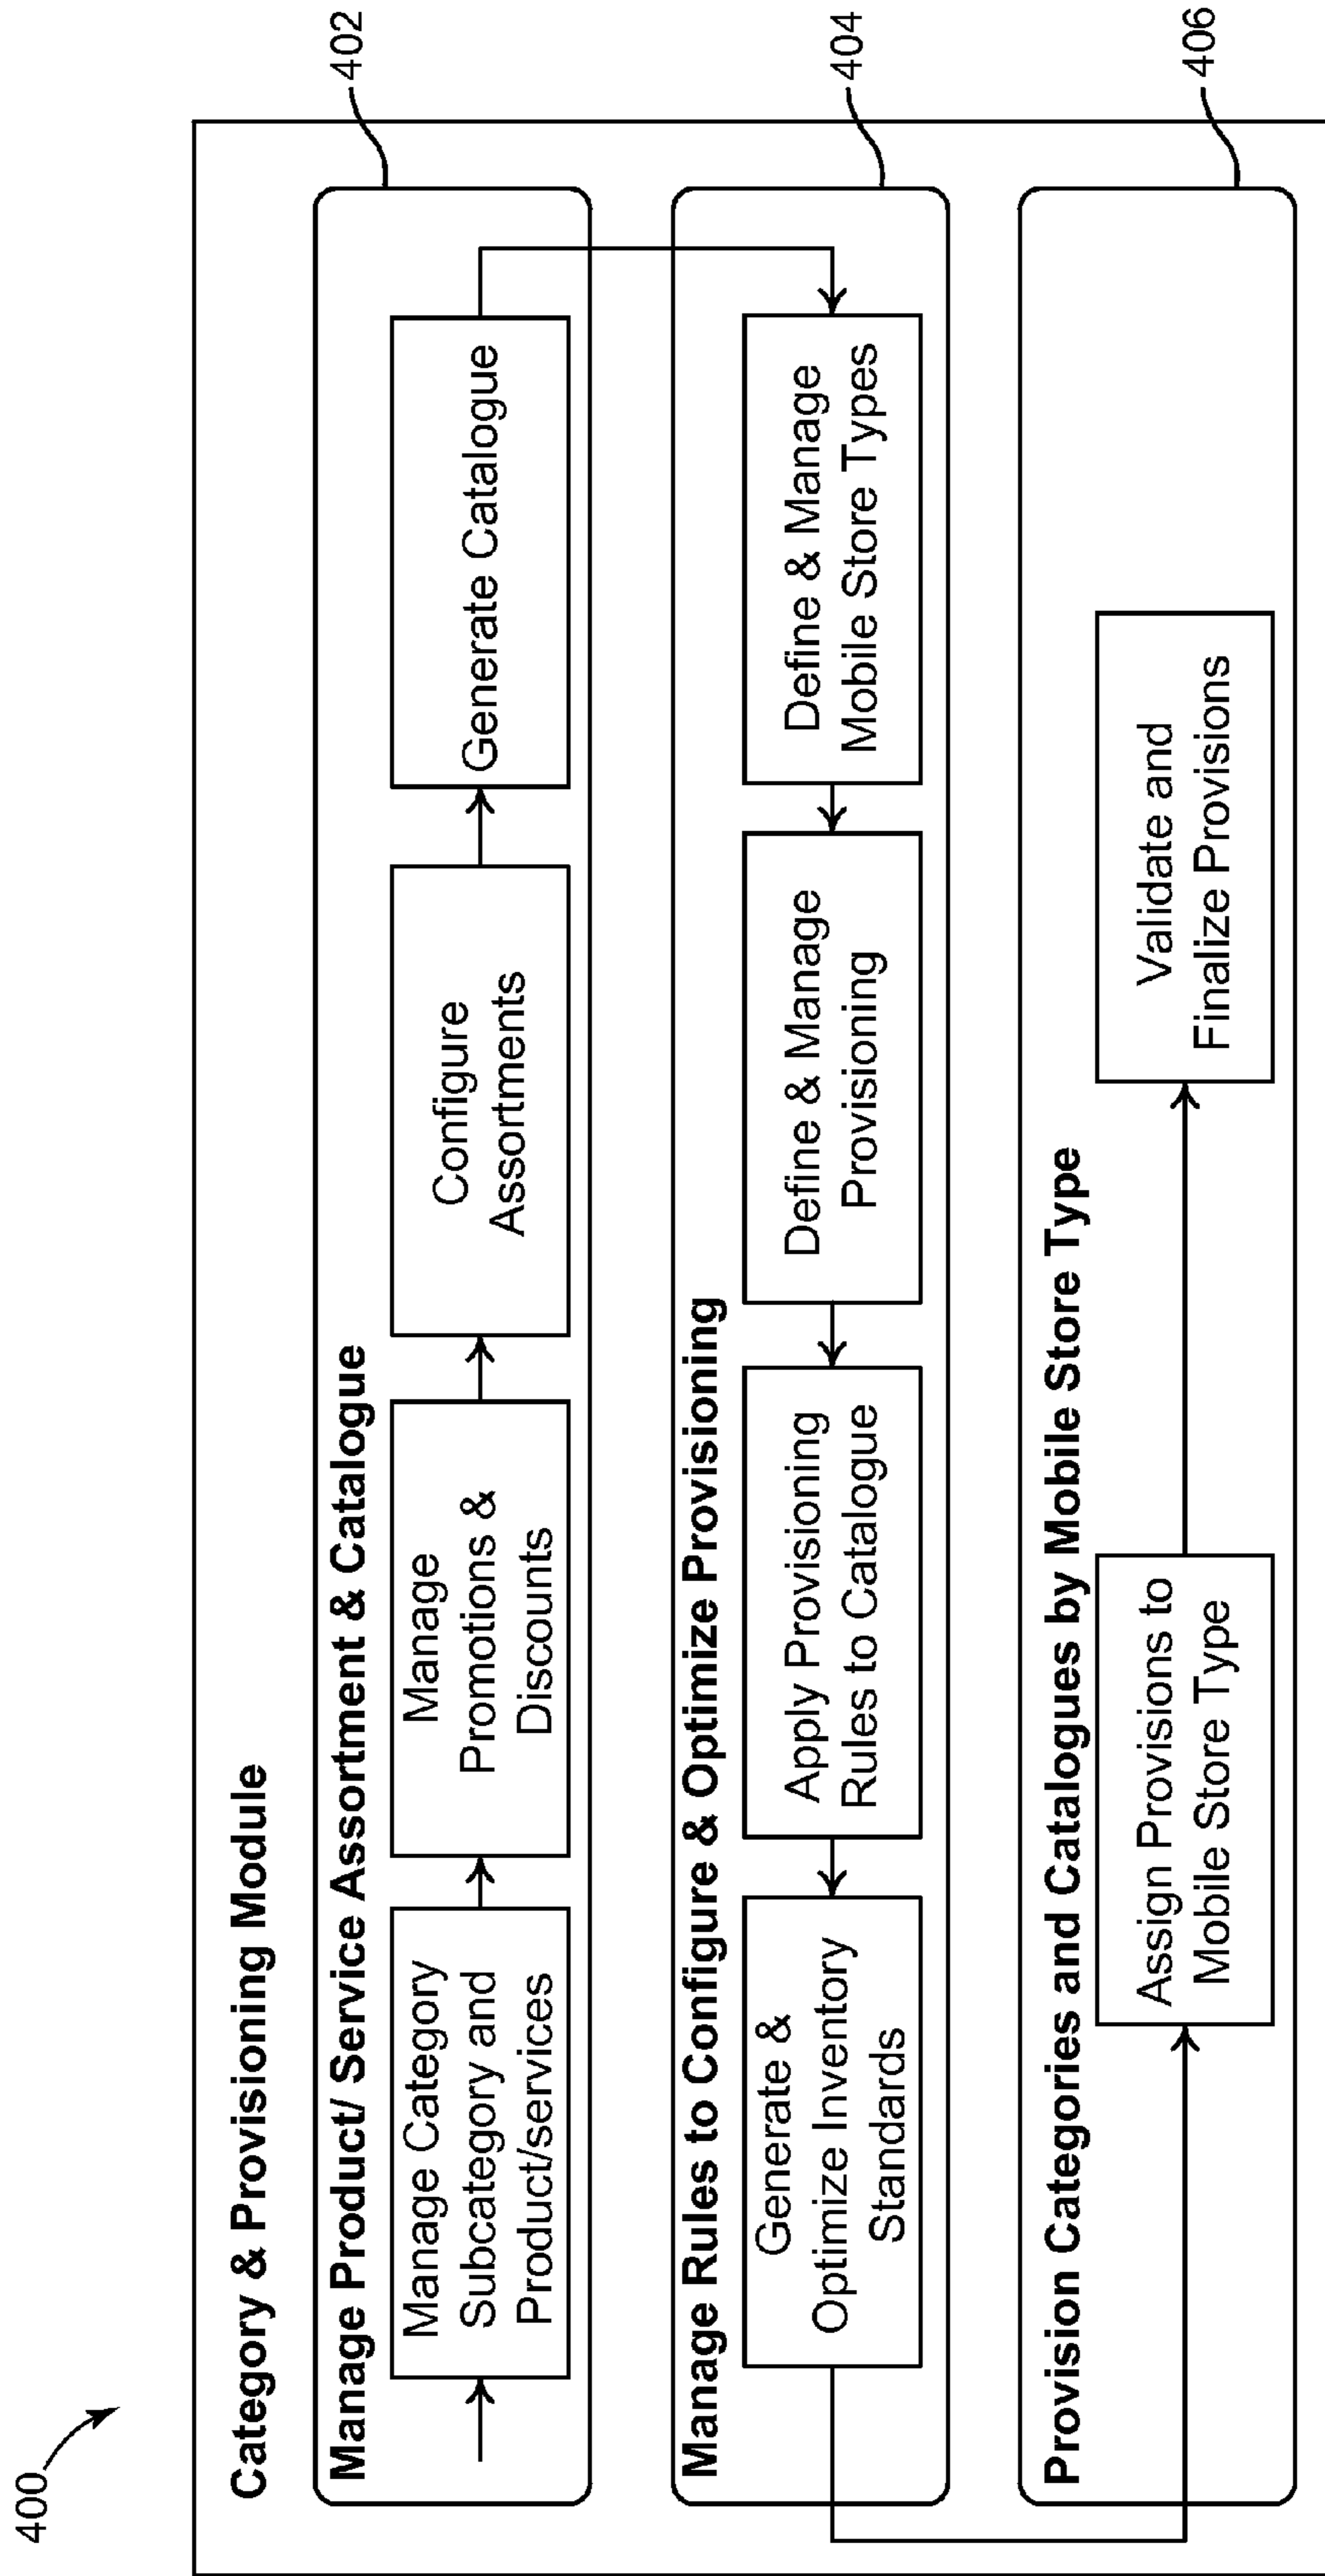 400
Category & Provisioning Module
402
Manage Product/ Service Assortment & Catalogue
Manage Category
Subcategory and
Product/services
Manage
Promotions &
Discounts
Configure
Assortments
Generate Catalogue
404
Manage Rules to Configure & Optimize Provisioning
Generate &
Optimize Inventory
Standards
Apply Provisioning
Rules to Catalogue
Define & Manage
Provisioning
Define & Manage
Mobile Store Types
406
Provision Categories and Catalogues by Mobile Store Type
Assign Provisions to
Mobile Store Type
Validate and
Finalize Provisions